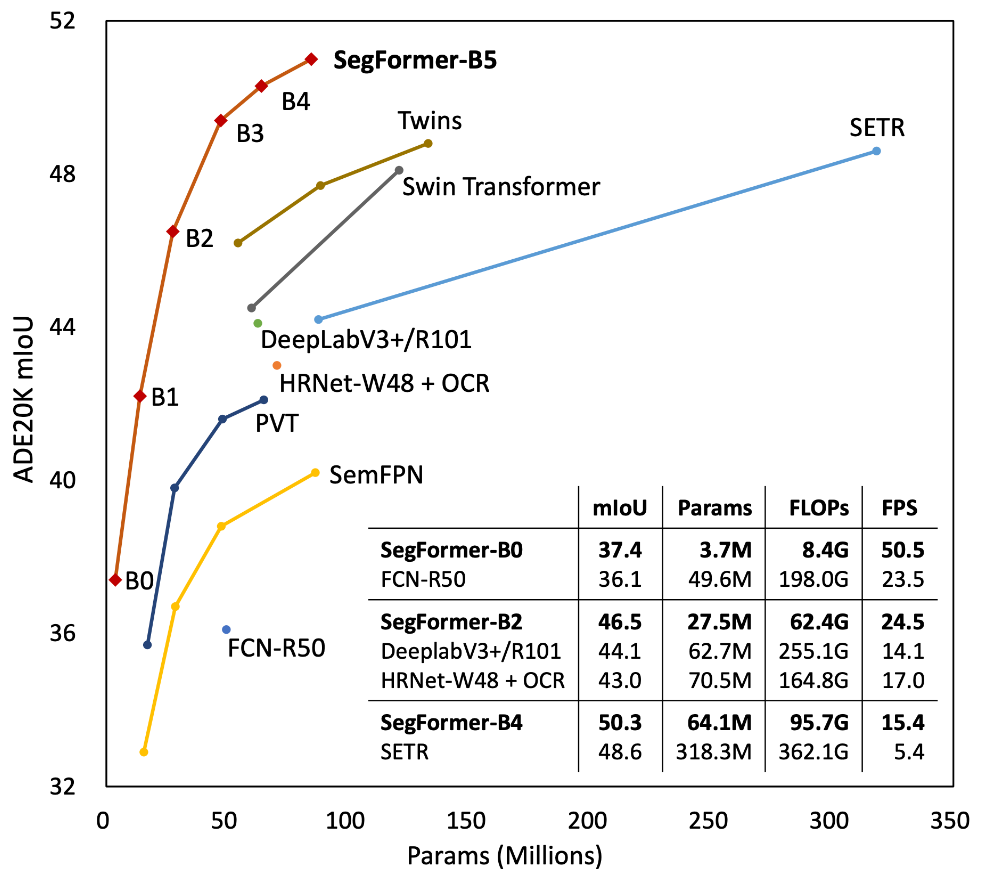 52
SegFormer-B5
B4
B3
Twins
SETR
48
Swin Transformer
B2
44
DeepLabV3+/R101
HRNet-W48 + OCR
B1
PVT
ADE20K mIoU
40
SemFPN
B0
36
FCN-R50
32
mIoU Params FLOPs FPS
SegFormer-B0 37.4 3.7M 8.4G 50.5
FCN-R50 36.1 49.6M 198.0G 23.5
SegFormer-B2 46.5 27.5M 62.4G 24.5
DeeplabV3+/R101 44.1 62.7M 255.1G 14.1
HRNet-W48 + OCR 43.0 70.5M 164.8G 17.0
SegFormer-B4 50.3 64.1M 95.7G 15.4
SETR 48.6 318.3M 362.1G 5.4
0 50 100 150 200 250 300 350
Params (Millions)